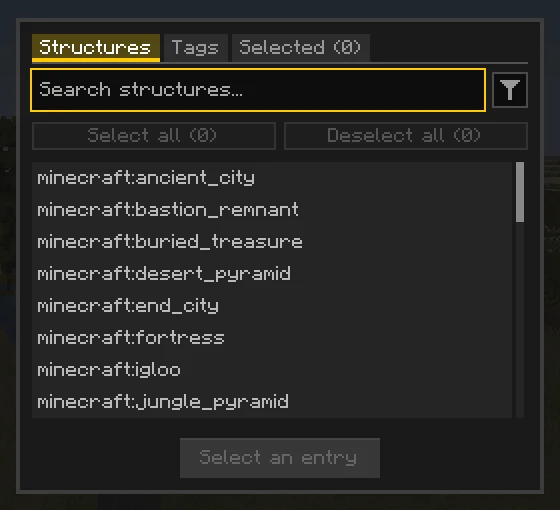 Structures Tags Selected (0)
Search structures...
Select all (0) Deselect all (0)
minecraft:ancient_city
minecraft:bastion_remnant
minecraft:buried_treasure
minecraft:desert_pyramid
minecraft:end_city
minecraft:fortress
minecraft:igloo
minecraft:jungle_pyramid
Select an entry